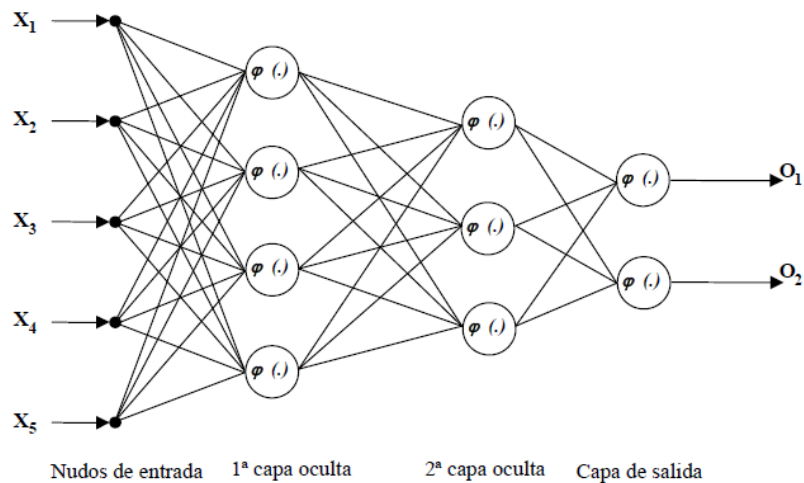 X1
X2
X3
X4
X5
φ (.)
φ (.)
φ (.)
φ (.)
φ (.)
φ (.)
φ (.)
φ (.)
φ (.)
O1
O2
Nudos de entrada
1ª capa oculta
2ª capa oculta
Capa de salida